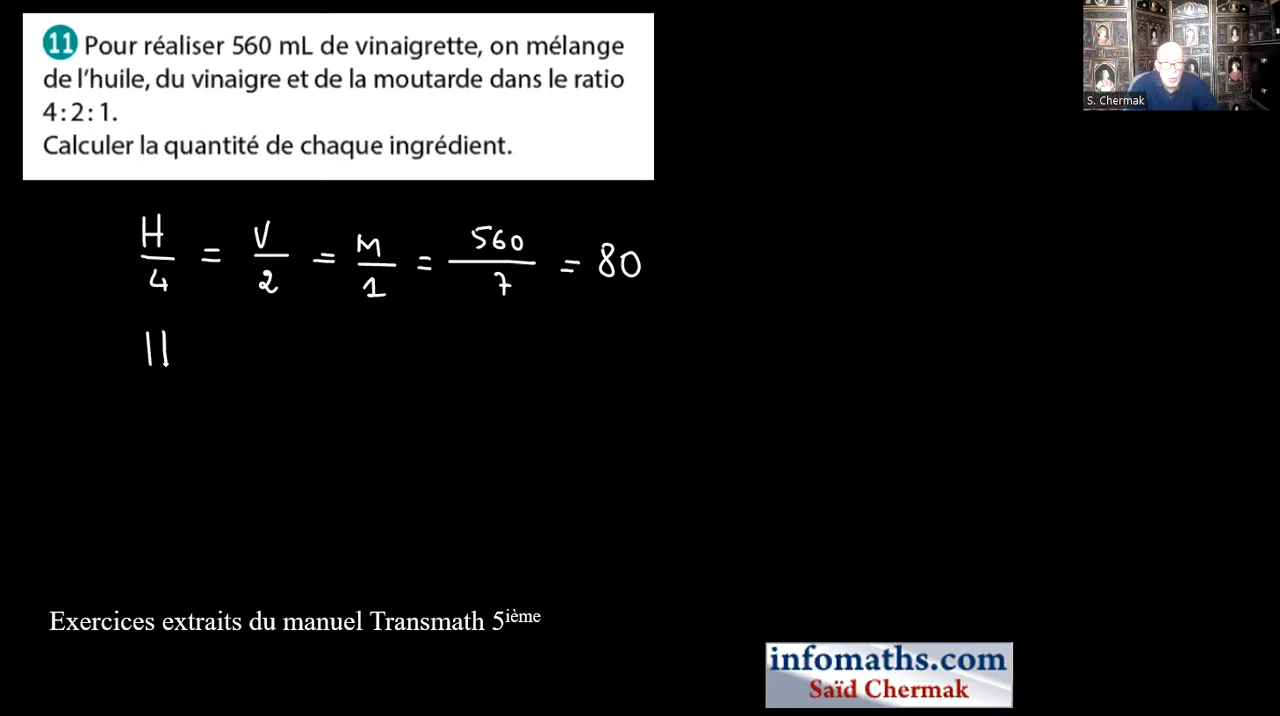 11 Pour réaliser 560 mL de vinaigrette, on mélange
de l'huile, du vinaigre et de la moutarde dans le ratio
4 : 2 : 1.
Calculer la quantité de chaque ingrédient.
S. Chermak
H/4 = V/2 = M/1 = 560/7 = 80
||
Exercices extraits du manuel Transmath 5ième
infomaths.com
Saïd Chermak